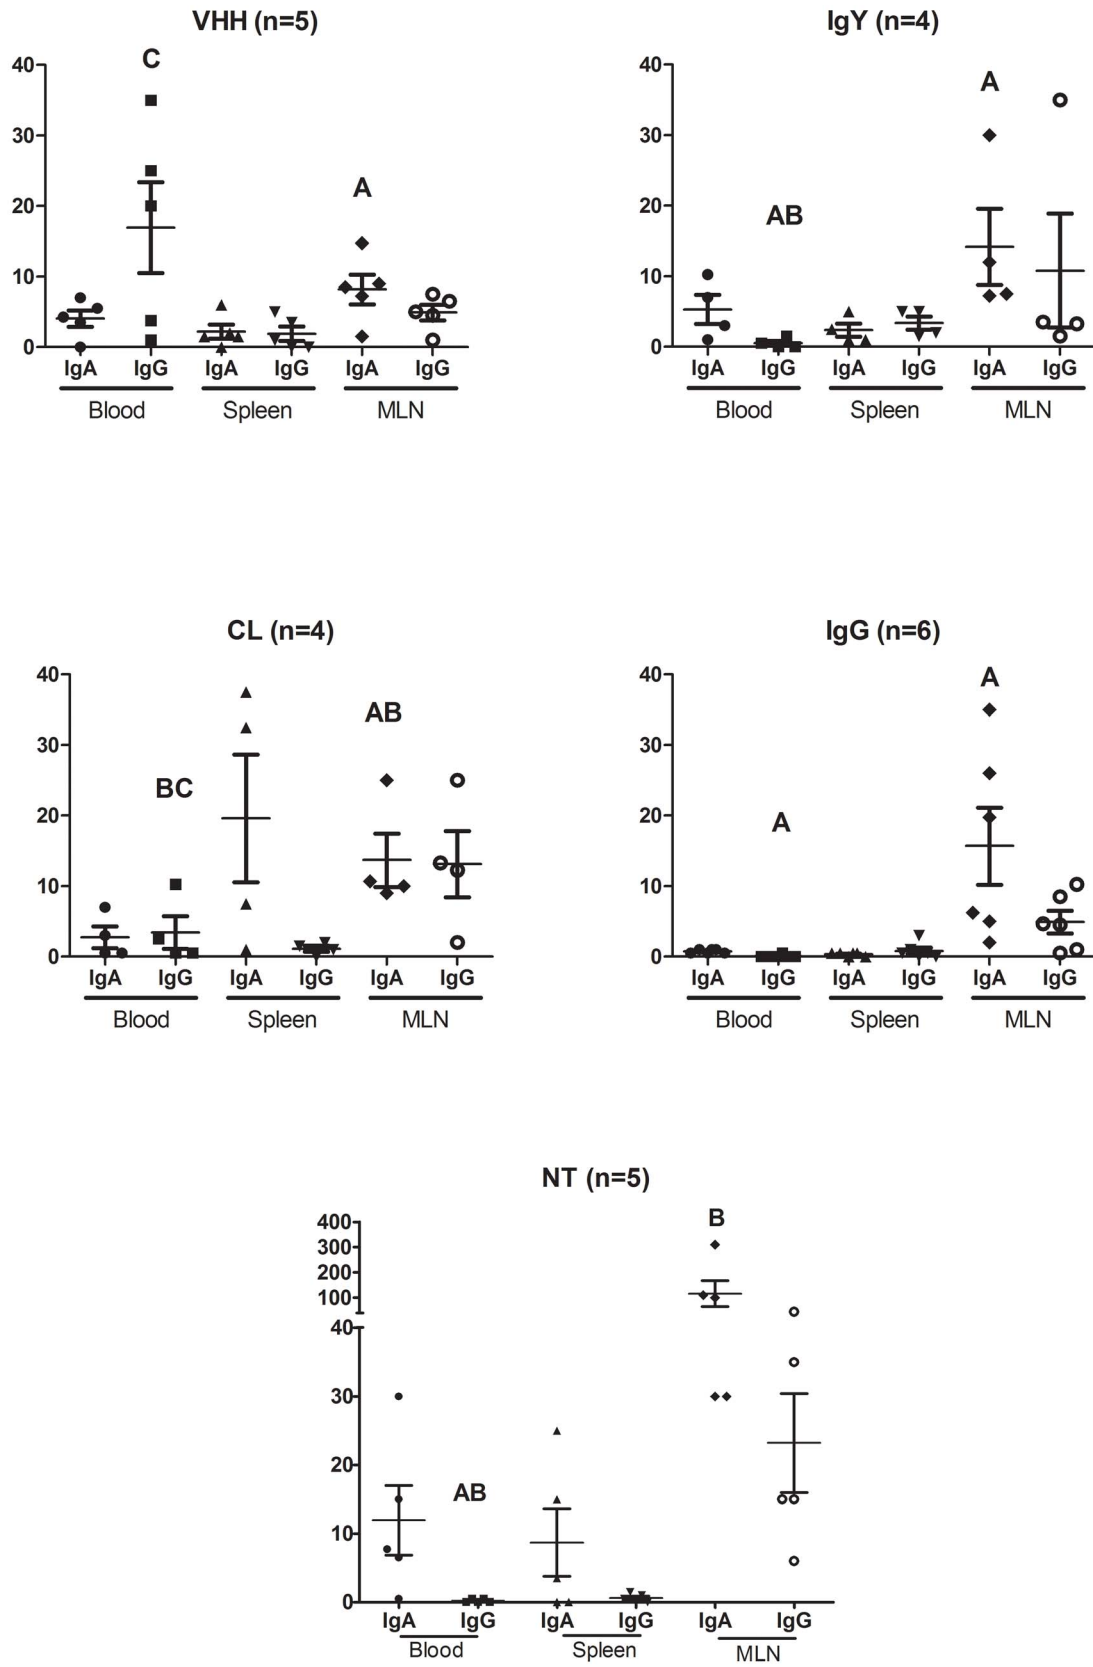 VHH (n=5)
C
A
40
30
20
10
0
IgA IgG IgA IgG IgA IgG
Blood Spleen MLN
IgY (n=4)
A
AB
40
30
20
10
0
IgA IgG IgA IgG IgA IgG
Blood Spleen MLN
CL (n=4)
AB
BC
40
30
20
10
0
IgA IgG IgA IgG IgA IgG
Blood Spleen MLN
IgG (n=6)
A
A
40
30
20
10
0
IgA IgG IgA IgG IgA IgG
Blood Spleen MLN
NT (n=5)
B
AB
400
300
200
100
40
30
20
10
0
IgA IgG IgA IgG IgA IgG
Blood Spleen MLN